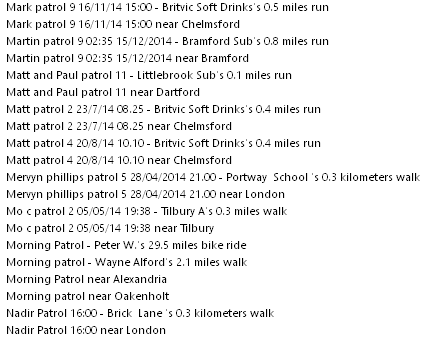 Mark patrol 9 16/11/14 15:00 - Britvic Soft Drinks's 0.5 miles run
Mark patrol 9 16/11/14 15:00 near Chelmsford
Martin patrol 9 02:35 15/12/2014 - Bramford Sub's 0.8 miles run
Martin patrol 9 02:35 15/12/2014 near Bramford
Matt and Paul patrol 11 - Littlebrook Sub's 0.1 miles run
Matt and Paul patrol 11 near Dartford
Matt patrol 2 23/7/14 08.25 - Britvic Soft Drinks's 0.4 miles run
Matt patrol 2 23/7/14 08.25 near Chelmsford
Matt patrol 4 20/8/14 10.10 - Britvic Soft Drinks's 0.4 miles run
Matt patrol 4 20/8/14 10.10 near Chelmsford
Mervyn phillips patrol 5 28/04/2014 21.00 - Portway School 's 0.3 kilometers walk
Mervyn phillips patrol 5 28/04/2014 21.00 near London
Mo c patrol 2 05/05/14 19:38 - Tilbury A's 0.3 miles walk
Mo c patrol 2 05/05/14 19:38 near Tilbury
Morning Patrol - Peter W.'s 29.5 miles bike ride
Morning patrol - Wayne Alford's 2.1 miles walk
Morning Patrol near Alexandria
Morning patrol near Oakenholt
Nadir Patrol 16:00 - Brick Lane 's 0.3 kilometers walk
Nadir Patrol 16:00 near London